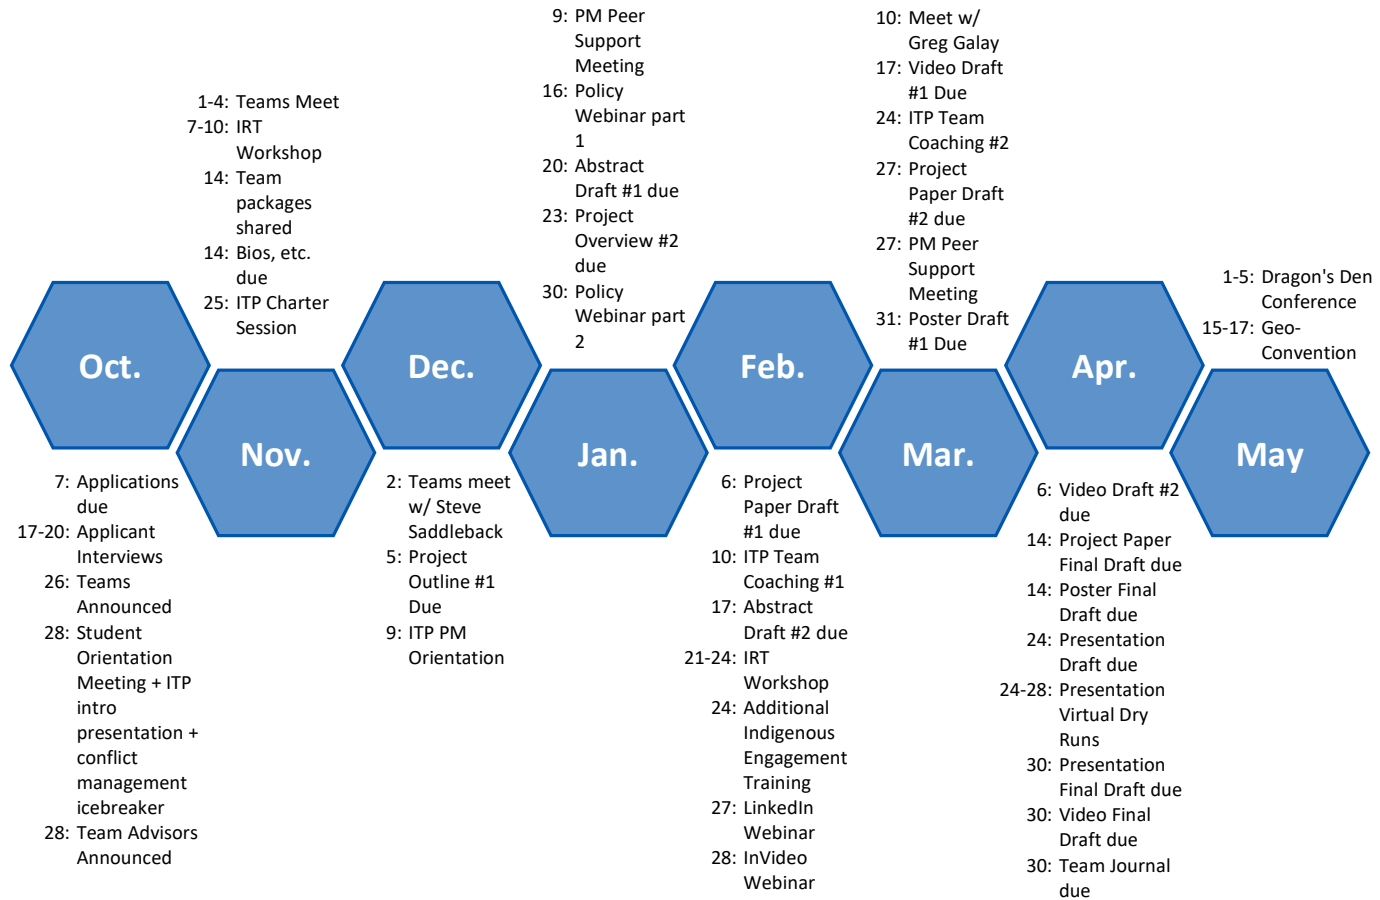 Oct.
7: Applications
due
17-20: Applicant
Interviews
26: Teams
Announced
28: Student
Orientation
Meeting + ITP
intro
presentation +
conflict
management
icebreaker
28: Team Advisors
Announced
1-4: Teams Meet
7-10: IRT
Workshop
14: Team
packages
shared
14: Bios, etc.
due
25: ITP Charter
Session
Nov.
Dec.
2: Teams meet
w/ Steve
Saddleback
5: Project
Outline #1
Due
9: ITP PM
Orientation
9: PM Peer
Support
Meeting
16: Policy
Webinar part
1
20: Abstract
Draft #1 due
23: Project
Overview #2
due
30: Policy
Webinar part
2
Jan.
Feb.
6: Project
Paper Draft
#1 due
10: ITP Team
Coaching #1
17: Abstract
Draft #2 due
21-24: IRT
Workshop
24: Additional
Indigenous
Engagement
Training
27: LinkedIn
Webinar
28: InVideo
Webinar
10: Meet w/
Greg Galay
17: Video Draft
#1 Due
24: ITP Team
Coaching #2
27: Project
Paper Draft
#2 due
27: PM Peer
Support
Meeting
31: Poster Draft
#1 Due
Mar.
Apr.
6: Video Draft #2
due
14: Project Paper
Final Draft due
14: Poster Final
Draft due
24: Presentation
Draft due
24-28: Presentation
Virtual Dry
Runs
30: Presentation
Final Draft due
30: Video Final
Draft due
30: Team Journal
due
1-5: Dragon's Den
Conference
15-17: Geo-
Convention
May